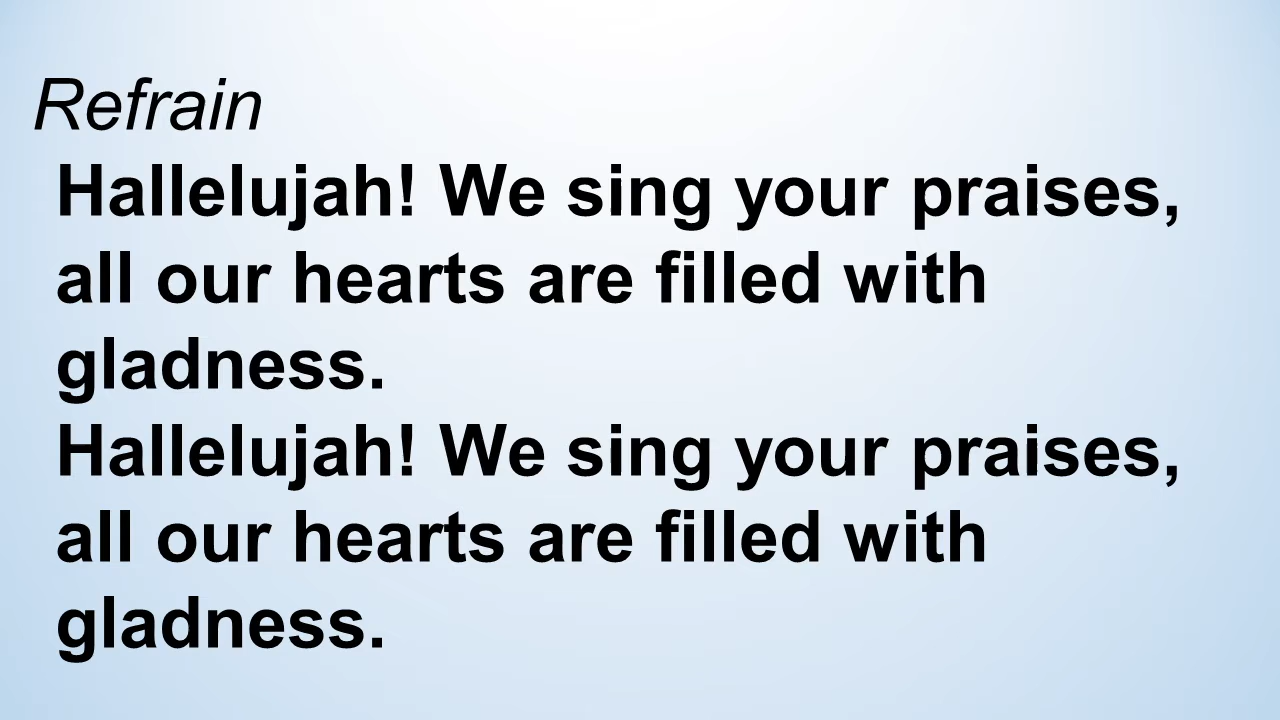 Refrain
Hallelujah! We sing your praises,
all our hearts are filled with
gladness.
Hallelujah! We sing your praises,
all our hearts are filled with
gladness.